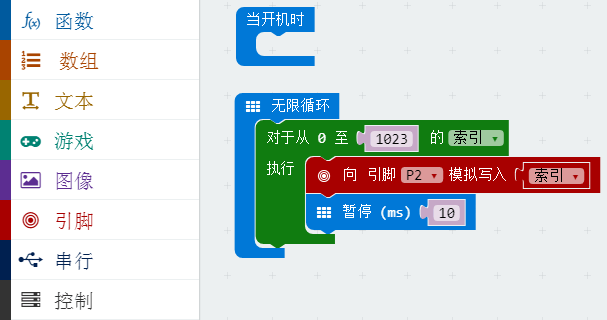 函数
数组
文本
游戏
图像
引脚
串行
控制
当开机时
无限循环
对于从 0 至 1023 的 索引
执行
向 引脚 P2 模拟写入 索引
暂停 (ms) 10